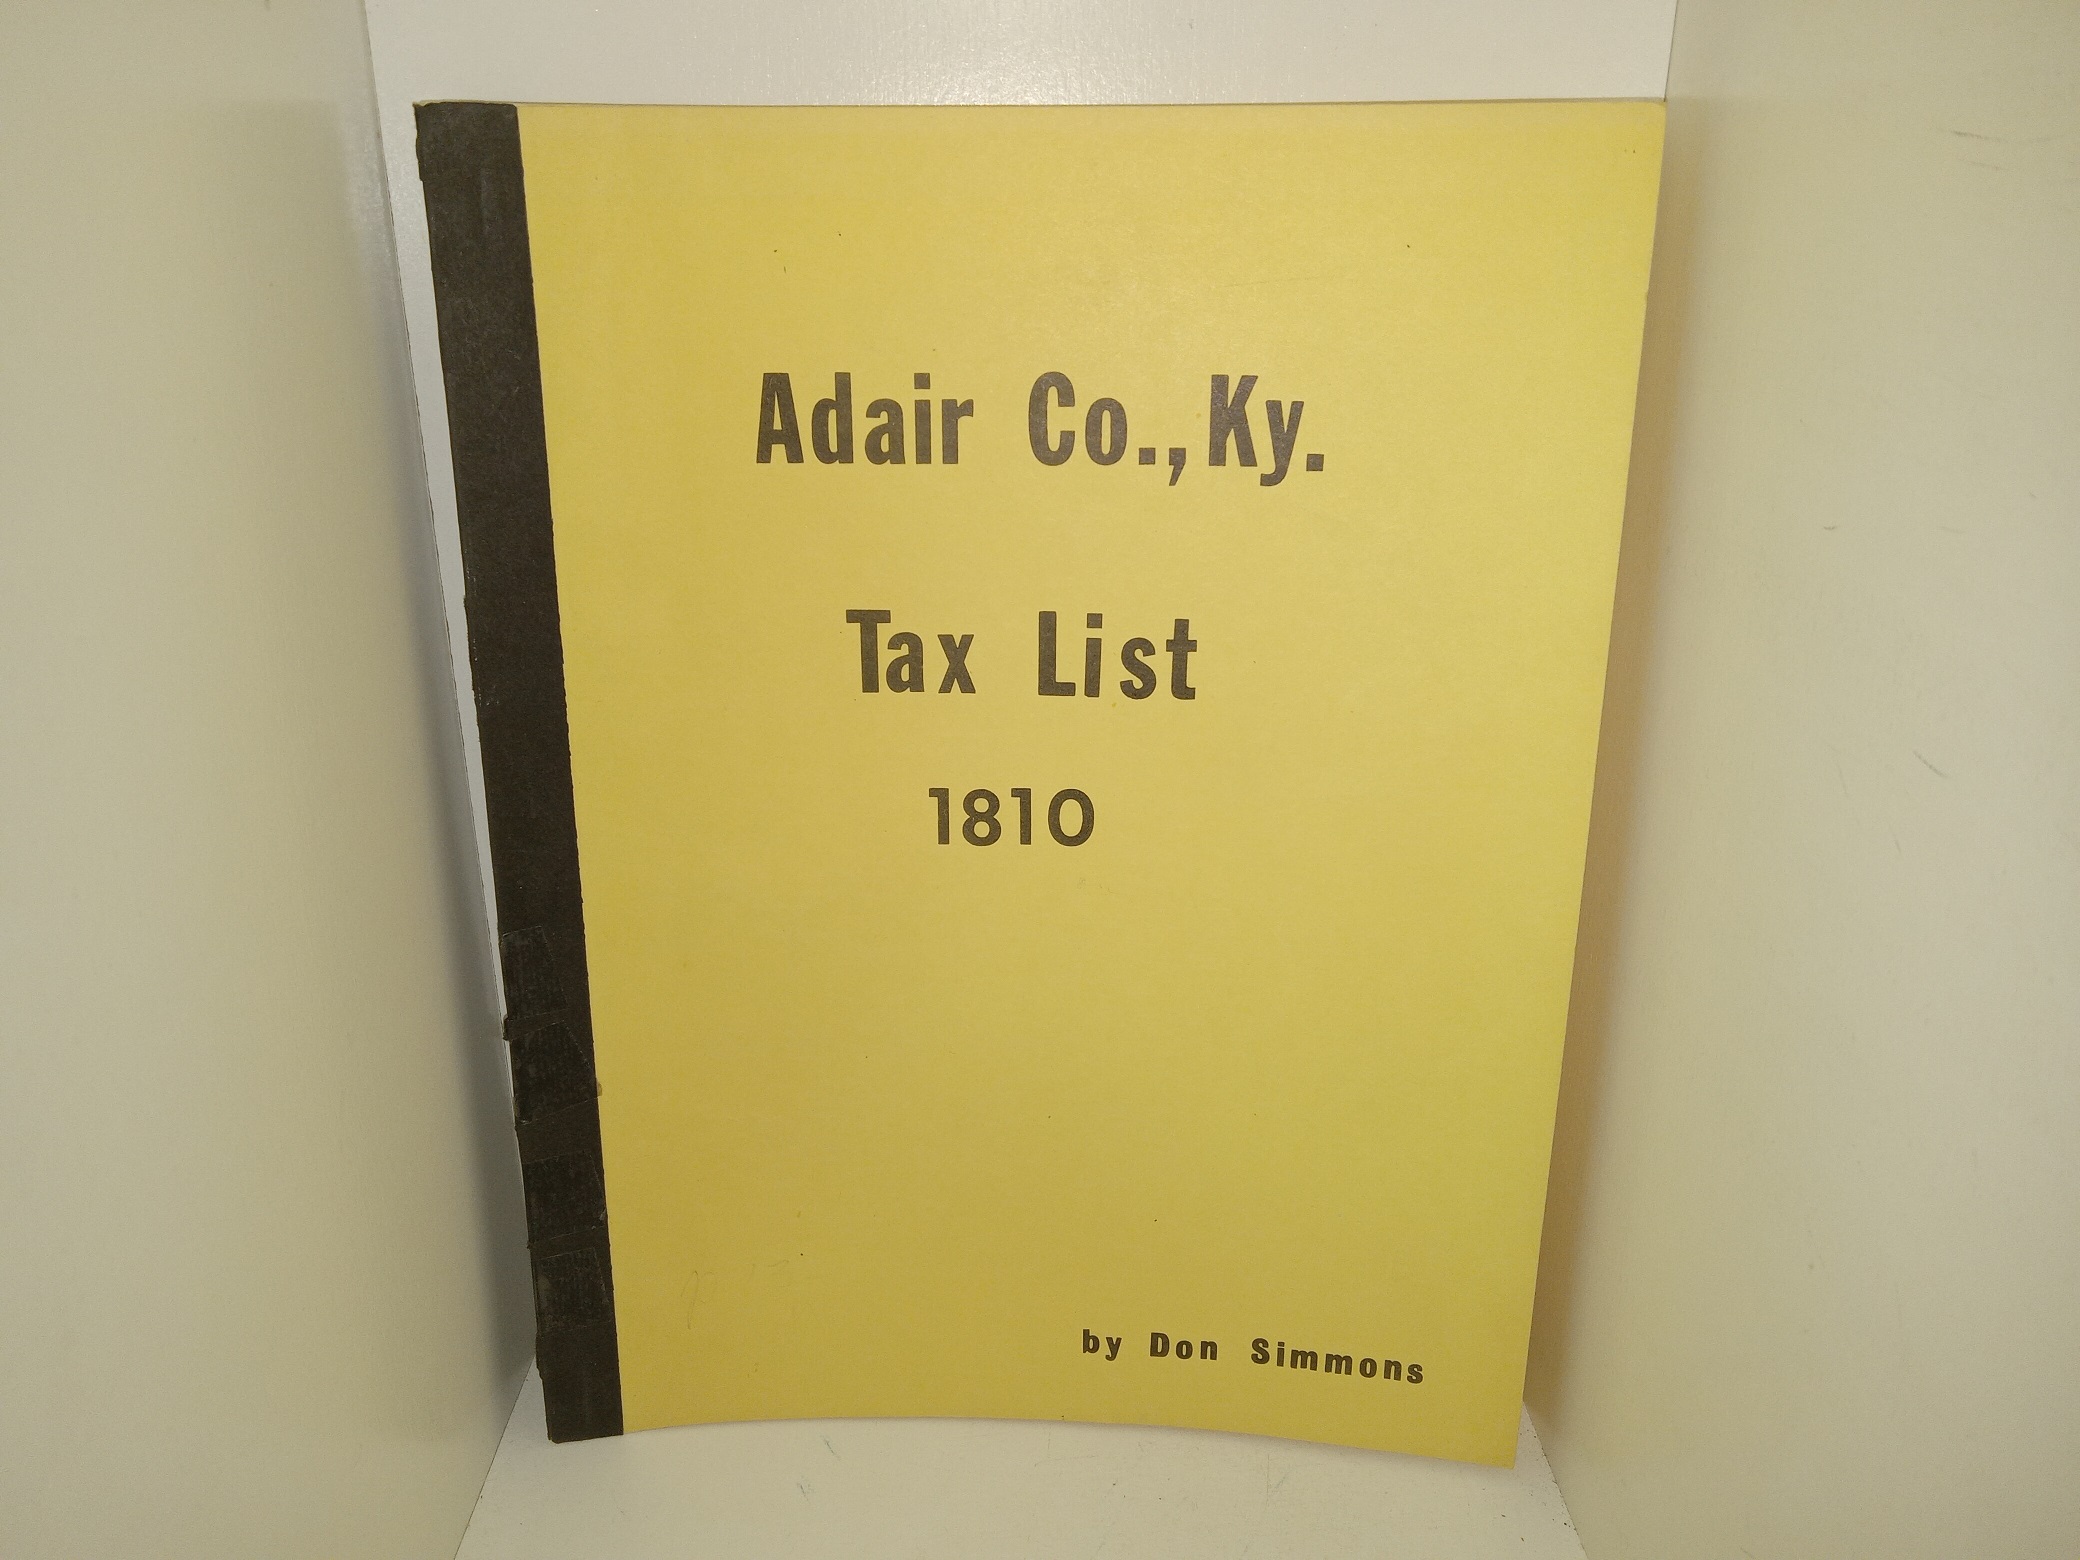 Adair Co., Ky.
Tax List
1810
by Don Simmons